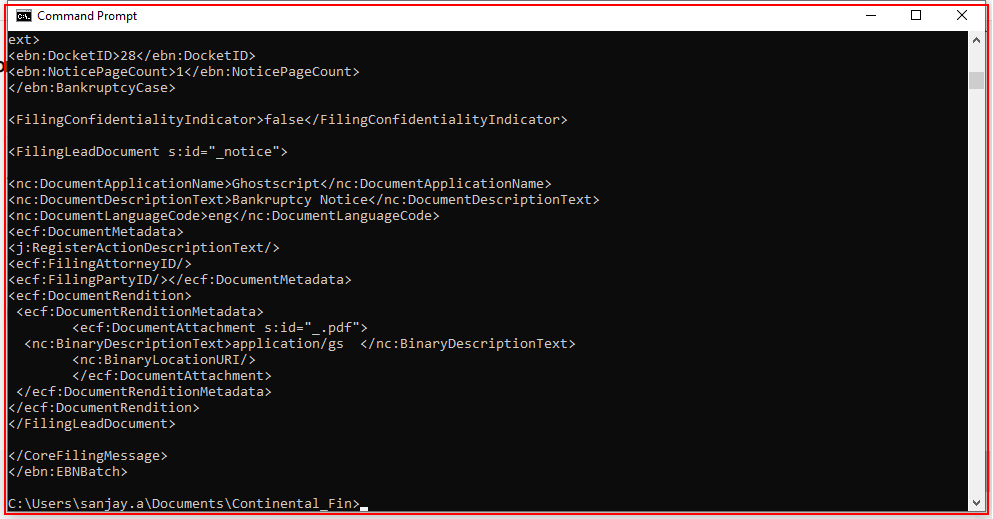 Command Prompt
ext>
<ebn:DocketID>28</ebn:DocketID>
<ebn:NoticePageCount>1</ebn:NoticePageCount>
</ebn:BankruptcyCase>
<FilingConfidentialityIndicator>false</FilingConfidentialityIndicator>
<FilingLeadDocument s:id="_notice">
<nc:DocumentApplicationName>Ghostscript</nc:DocumentApplicationName>
<nc:DocumentDescriptionText>Bankruptcy Notice</nc:DocumentDescriptionText>
<nc:DocumentLanguageCode>eng</nc:DocumentLanguageCode>
<ecf:DocumentMetadata>
<j:RegisterActionDescriptionText/>
<ecf:FilingAttorneyID/>
<ecf:FilingPartyID/></ecf:DocumentMetadata>
<ecf:DocumentRendition>
<ecf:DocumentRenditionMetadata>
<ecf:DocumentAttachment s:id="_.pdf">
<nc:BinaryDescriptionText>application/gs  </nc:BinaryDescriptionText>
<nc:BinaryLocationURI/>
</ecf:DocumentAttachment>
</ecf:DocumentRenditionMetadata>
</ecf:DocumentRendition>
</FilingLeadDocument>
</CoreFilingMessage>
</ebn:EBNBatch>
C:\Users\sanjay.a\Documents\Continental_Fin>